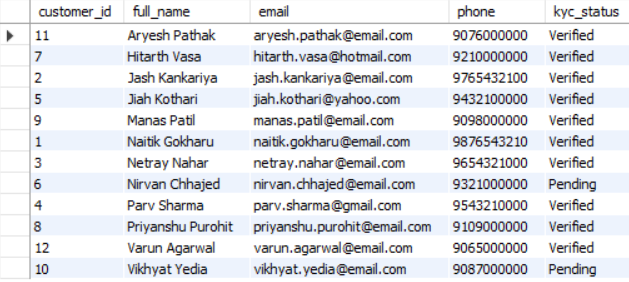 customer_id full_name email phone kyc_status
11 Aryesh Pathak aryesh.pathak@email.com 9076000000 Verified
7 Hitarth Vasa hitarth.vasa@hotmail.com 9210000000 Verified
2 Jash Kankariya jash.kankariya@email.com 9765432100 Verified
5 Jiah Kothari jiah.kothari@yahoo.com 9432100000 Verified
9 Manas Patil manas.patil@email.com 9098000000 Verified
1 Naitik Gokharu naitik.gokharu@email.com 9876543210 Verified
3 Netray Nahar netray.nahar@email.com 9654321000 Verified
6 Nirvan Chhajed nirvan.chhajed@email.com 9321000000 Pending
4 Parv Sharma parv.sharma@gmail.com 9543210000 Verified
8 Priyanshu Purohit priyanshu.purohit@email.com 9109000000 Verified
12 Varun Agarwal varun.agarwal@email.com 9065000000 Verified
10 Vikhyat Yedia vikhyat.yedia@email.com 9087000000 Pending